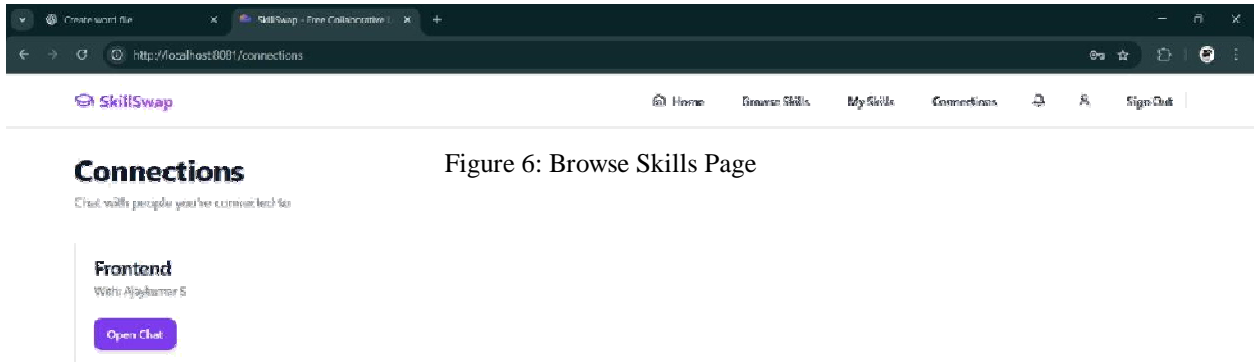 Create word file
SkillSwap - Free Collaborative L
http://localhost:8081/connections
SkillSwap
Home Browse Skills My Skills Connections Sign Out
Connections
Figure 6: Browse Skills Page
Chat with people you're connected to
Frontend
With: Ajaykumar S
Open Chat